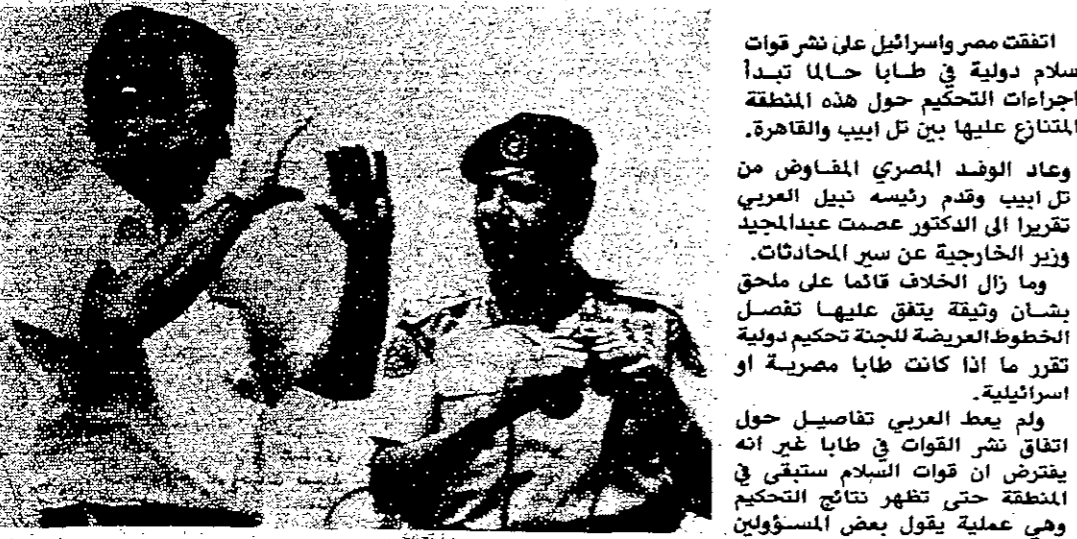 اتفقت مصر واسرائيل على نشر قوات
سلام دولية في طابا حالما تبدأ
اجراءات التحكيم حول هذه المنطقة
المتنازع عليها بين تل ابيب والقاهرة.
وعاد الوفد المصري المفاوض من
تل ابيب وقدم رئيسه نبيل العربي
تقريرا الى الدكتور عصمت عبدالمجيد
وزير الخارجية عن سير المحادثات.
وما زال الخلاف قائما على ملحق
بشان وثيقة يتفق عليها تفصل
الخطوط العريضة للجنة تحكيم دولية
تقرر ما اذا كانت طابا مصرية او
اسرائيلية.
ولم يعط العربي تفاصيل حول
اتفاق نشر القوات في طابا غير انه
يفترض ان قوات السلام ستبقى في
المنطقة حتى تظهر نتائج التحكيم
وهي عملية يقول بعض المسؤولين